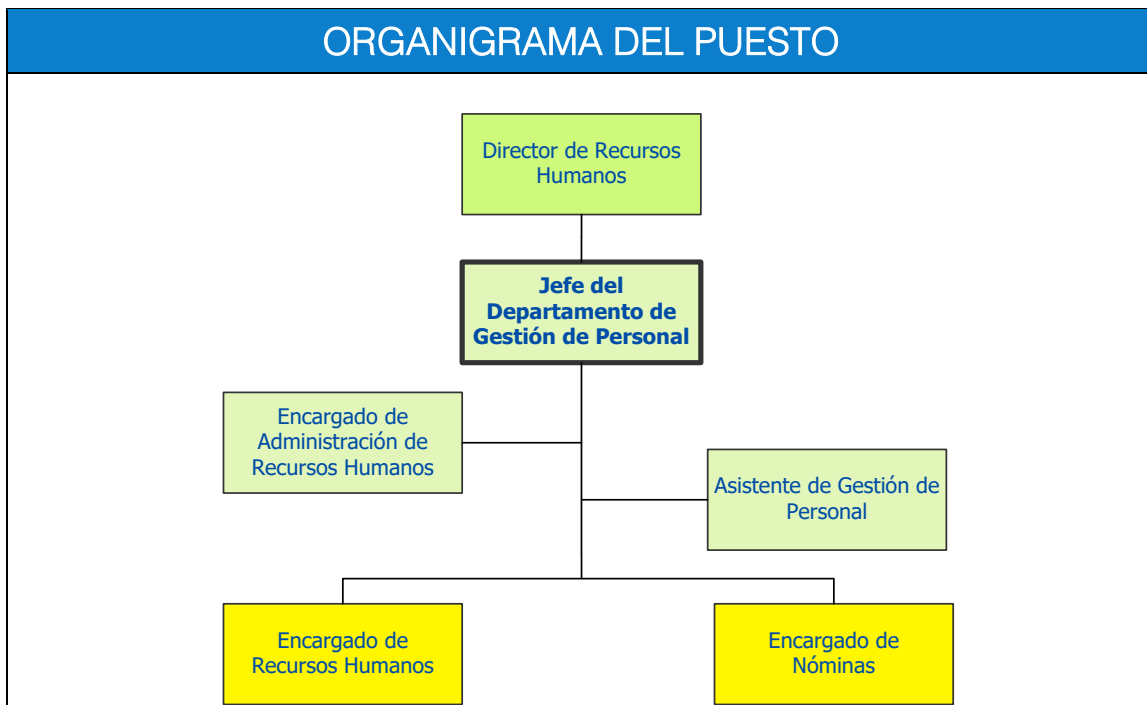 ORGANIGRAMA DEL PUESTO
Director de Recursos
Humanos
Jefe del
Departamento de
Gestión de Personal
Encargado de
Administración de
Recursos Humanos
Asistente de Gestión de
Personal
Encargado de
Recursos Humanos
Encargado de
Nóminas